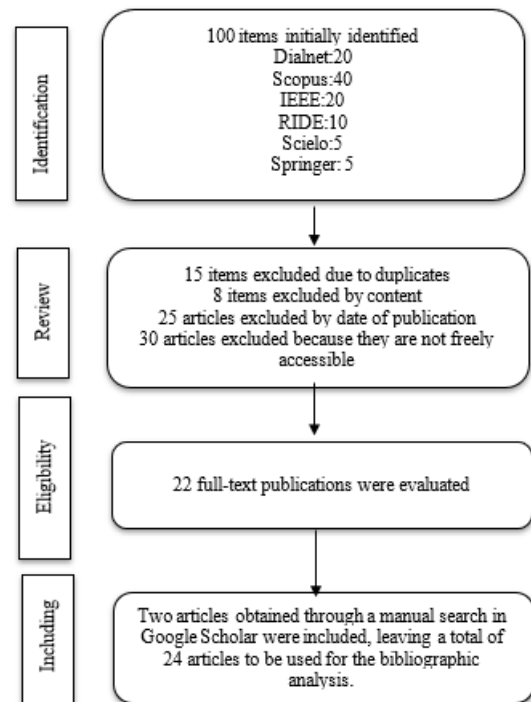 Identification
100 items initially identified
Dialnet:20
Scopus:40
IEEE:20
RIDE:10
Scielo:5
Springer: 5
Review
15 items excluded due to duplicates
8 items excluded by content
25 articles excluded by date of publication
30 articles excluded because they are not freely
accessible
Eligibility
22 full-text publications were evaluated
Including
Two articles obtained through a manual search in
Google Scholar were included, leaving a total of
24 articles to be used for the bibliographic
analysis.